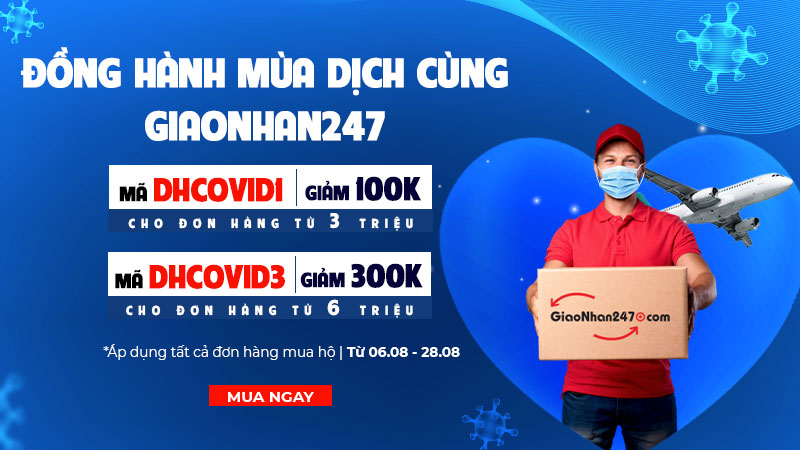 ĐỒNG HÀNH MÙA DỊCH CÙNG
GIAONHAN247
MÃ DHCOVID1 | GIẢM 100K
CHO ĐƠN HÀNG TỪ 3 TRIỆU
MÃ DHCOVID3 | GIẢM 300K
CHO ĐƠN HÀNG TỪ 6 TRIỆU
*Áp dụng tất cả đơn hàng mua hộ | Từ 06.08 - 28.08
MUA NGAY
GiaoNhan247.com